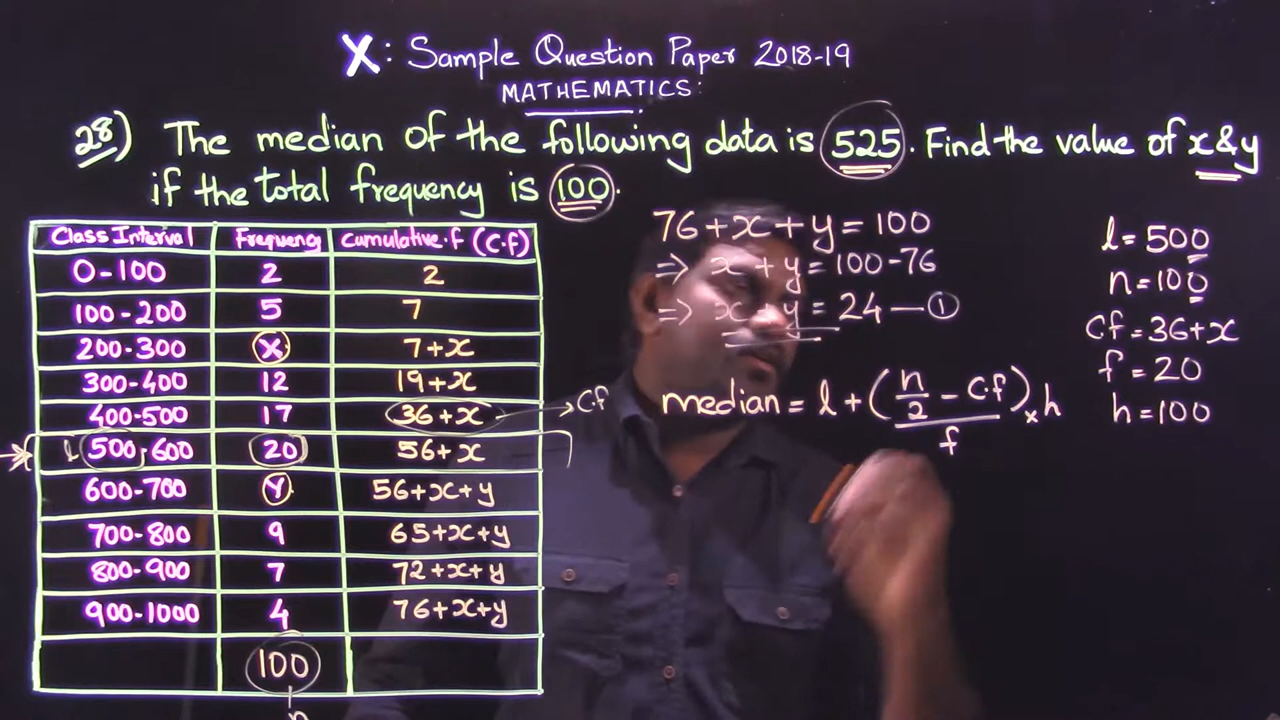 X: Sample Question Paper 2018-19
MATHEMATICS:
28) The median of the following data is 525. Find the value of x&y
if the total frequency is 100.
Class Interval Frequency Cumulative.f (C.f)
0-100 2 2
100-200 5 7
200-300 X 7+x
300-400 12 19+x
400-500 17 36+x → C.f
l 500-600 20 56+x
600-700 Y 56+x+y
700-800 9 65+x+y
800-900 7 72+x+y
900-1000 4 76+x+y
100
n
76+x+y=100
=> x+y=100-76
=> x+y=24 — ①
median = l+(n/2 - C.f)/f × h
l=500
n=100
cf=36+x
f=20
h=100